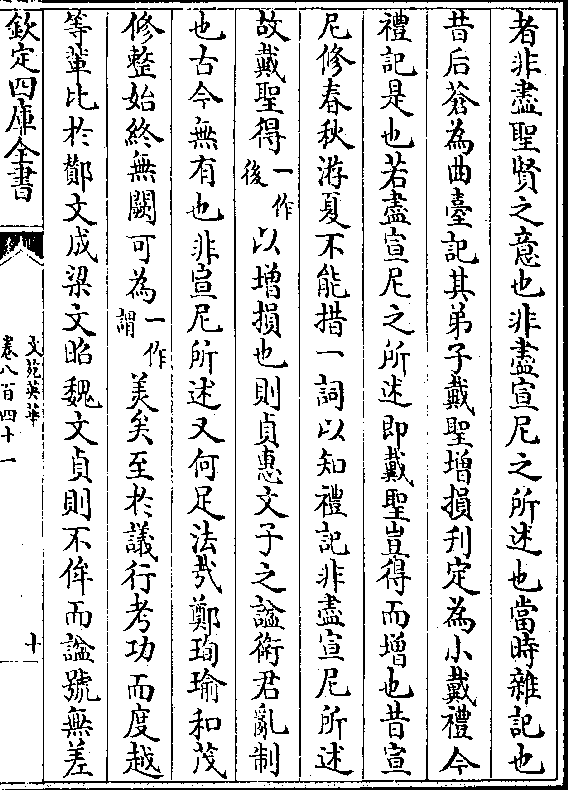 者非盡聖賢之意也非盡宣尼之所述也當時雜記也
昔后蒼為曲臺記其弟子戴聖增損刋定為小戴禮今
禮記是也若盡宣尼之所述即戴聖豈得而增也昔宣
尼修春秋游夏不能措一詞以知禮記非盡宣尼所述
故戴聖得一作後以增損也則貞惠文子之諡衛君亂制
也古今無有也非宣尼所述又何足法㢤鄭珣瑜和茂
修整始終無闕可為一作謂美矣至於議行考功而度越
等輩比於鄭文成梁文昭魏文貞則不侔而諡號無差
欽定四庫全書
文苑英華
卷八百四十一
十